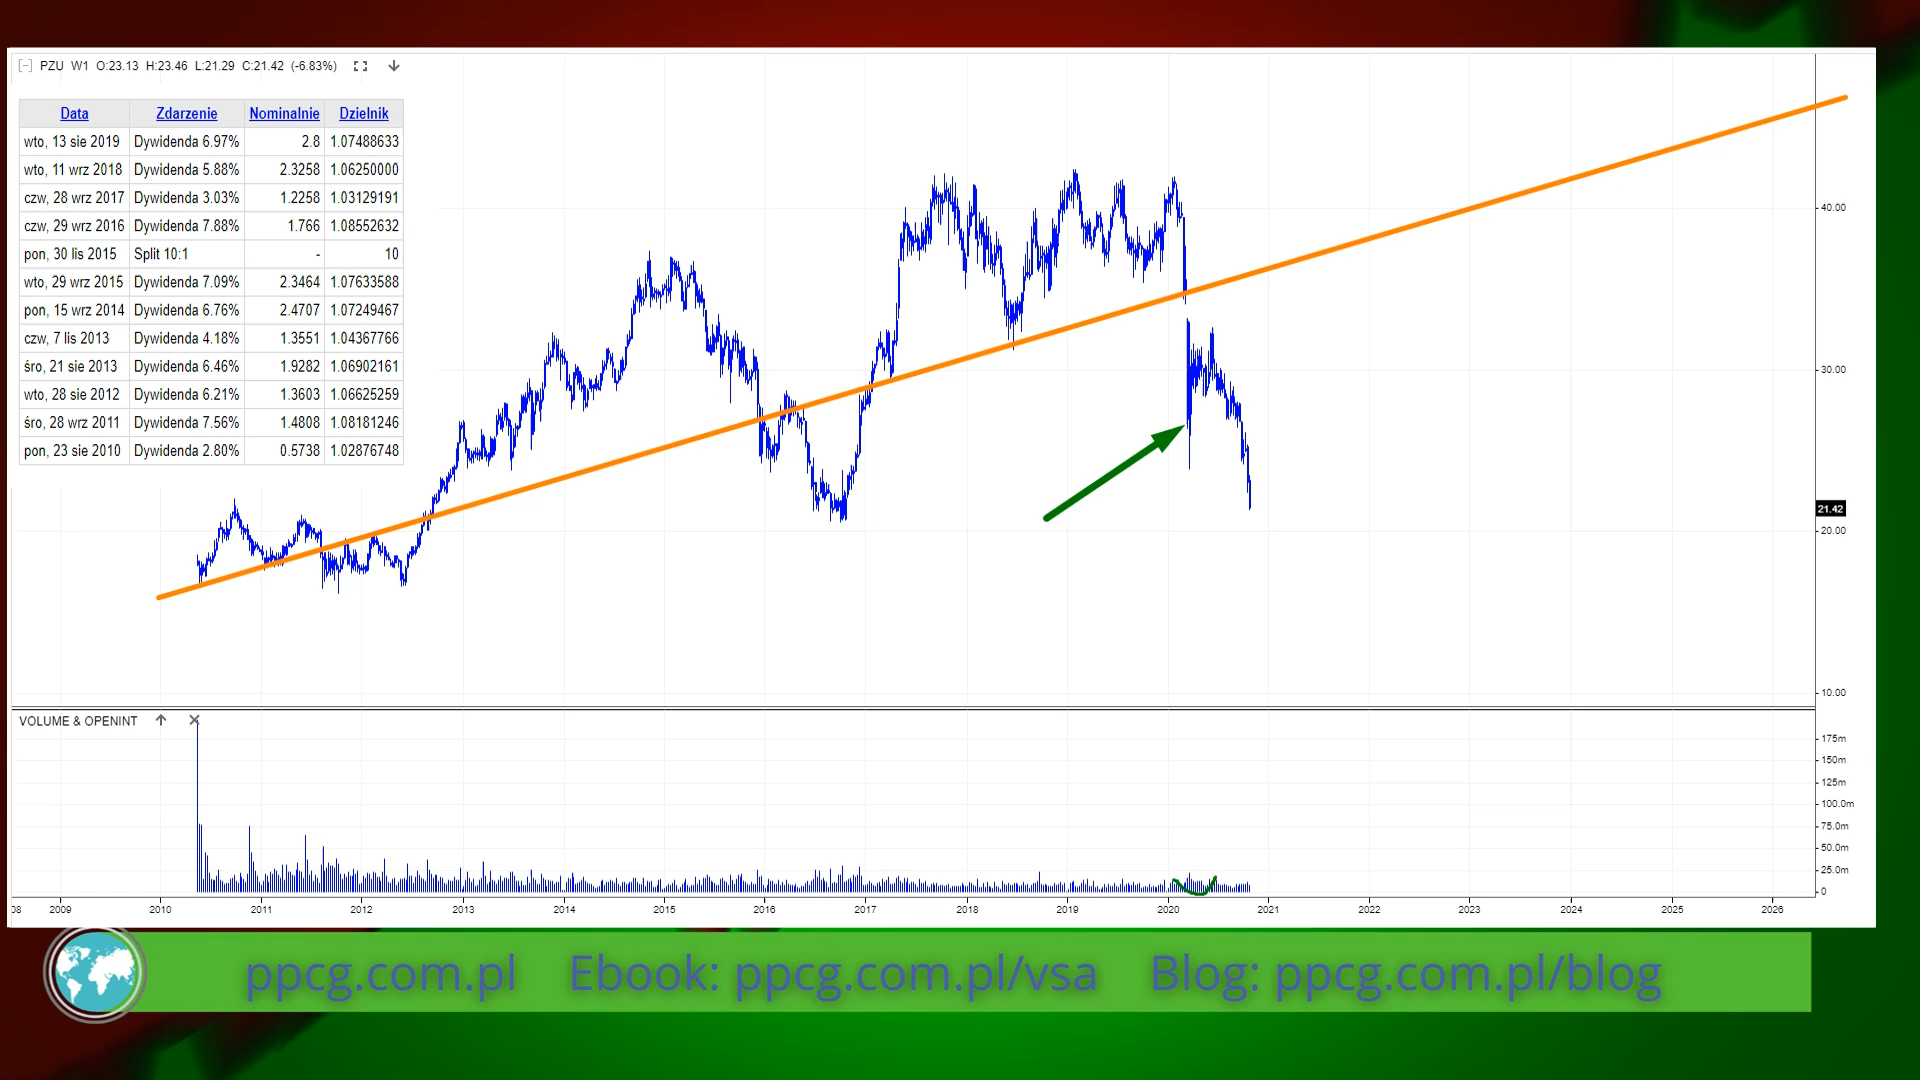 PZU W1 O:23.13 H:23.46 L:21.29 C:21.42 (-6.83%)
Data Zdarzenie Nominalnie Dzielnik
wto, 13 sie 2019 Dywidenda 6.97% 2.8 1.07488633
wto, 11 wrz 2018 Dywidenda 5.88% 2.3258 1.06250000
czw, 28 wrz 2017 Dywidenda 3.03% 1.2258 1.03129191
czw, 29 wrz 2016 Dywidenda 7.88% 1.766 1.08552632
pon, 30 lis 2015 Split 10:1 - 10
wto, 29 wrz 2015 Dywidenda 7.09% 2.3464 1.07633588
pon, 15 wrz 2014 Dywidenda 6.76% 2.4707 1.07249467
czw, 7 lis 2013 Dywidenda 4.18% 1.3551 1.04367766
śro, 21 sie 2013 Dywidenda 6.46% 1.9282 1.06902161
wto, 28 sie 2012 Dywidenda 6.21% 1.3603 1.06625259
śro, 28 wrz 2011 Dywidenda 7.56% 1.4808 1.08181246
pon, 23 sie 2010 Dywidenda 2.80% 0.5738 1.02876748
40.00
30.00
21.42
20.00
10.00
VOLUME & OPENINT
175m
150m
125m
100.0m
75.0m
50.0m
25.0m
0
08 2009 2010 2011 2012 2013 2014 2015 2016 2017 2018 2019 2020 2021 2022 2023 2024 2025 2026
ppcg.com.pl Ebook: ppcg.com.pl/vsa Blog: ppcg.com.pl/blog